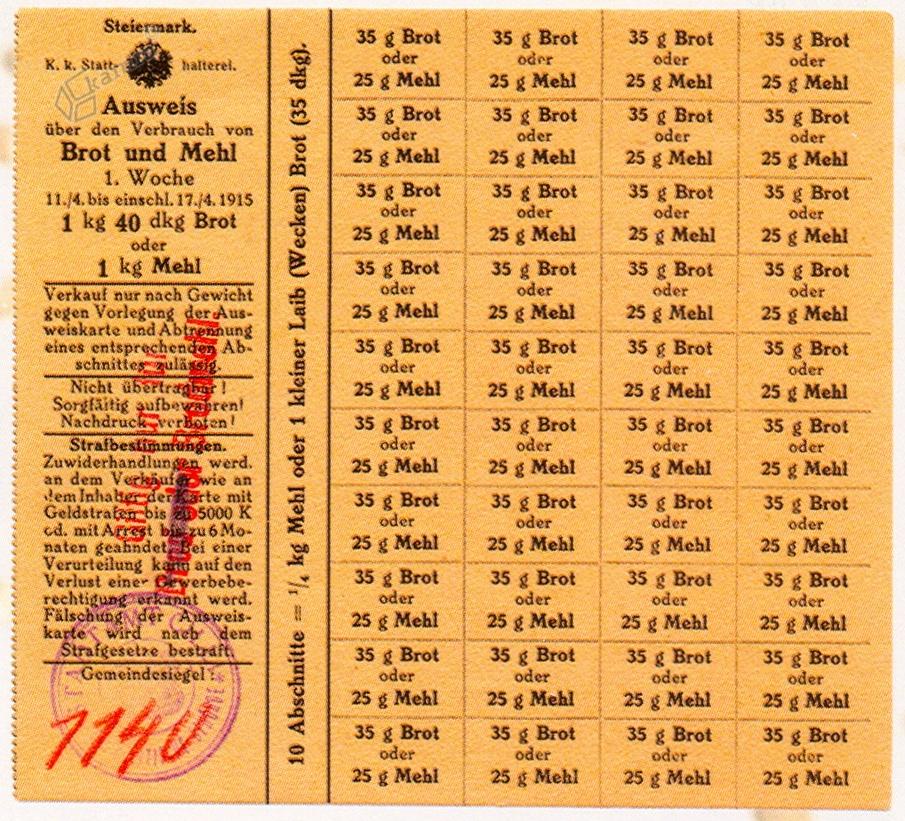 Steiermark.
K. k. Statt- halterei.
Ausweis
über den Verbrauch von
Brot und Mehl
1. Woche
11./4. bis einschl. 17./4. 1915
1 kg 40 dkg Brot
oder
1 kg Mehl
Verkauf nur nach Gewicht
gegen Vorlegung der Aus-
weiskarte und Abtrennung
eines entsprechenden Ab-
schnittes zulässig.
Nicht übertragbar!
Sorgfältig aufbewahren!
Nachdruck verboten!
Strafbestimmungen.
Zuwiderhandlungen werd.
an dem Verkäufer wie an
dem Inhaber der Karte mit
Geldstrafen bis zu 5000 K
od. mit Arrest bis zu 6 Mo-
naten geahndet. Bei einer
Verurteilung kann auf den
Verlust einer Gewerbebe-
rechtigung erkannt werd.
Fälschung der Ausweis-
karte wird nach dem
Strafgesetze bestraft.
Gemeindesiegel:
10 Abschnitte = 1/4 kg Mehl oder 1 kleiner Laib (Wecken) Brot (35 dkg).
35 g Brot 35 g Brot 35 g Brot 35 g Brot
oder oder oder oder
25 g Mehl 25 g Mehl 25 g Mehl 25 g Mehl
35 g Brot 35 g Brot 35 g Brot 35 g Brot
oder oder oder oder
25 g Mehl 25 g Mehl 25 g Mehl 25 g Mehl
35 g Brot 35 g Brot 35 g Brot 35 g Brot
oder oder oder oder
25 g Mehl 25 g Mehl 25 g Mehl 25 g Mehl
35 g Brot 35 g Brot 35 g Brot 35 g Brot
oder oder oder oder
25 g Mehl 25 g Mehl 25 g Mehl 25 g Mehl
35 g Brot 35 g Brot 35 g Brot 35 g Brot
oder oder oder oder
25 g Mehl 25 g Mehl 25 g Mehl 25 g Mehl
35 g Brot 35 g Brot 35 g Brot 35 g Brot
oder oder oder oder
25 g Mehl 25 g Mehl 25 g Mehl 25 g Mehl
35 g Brot 35 g Brot 35 g Brot 35 g Brot
oder oder oder oder
25 g Mehl 25 g Mehl 25 g Mehl 25 g Mehl
35 g Brot 35 g Brot 35 g Brot 35 g Brot
oder oder oder oder
25 g Mehl 25 g Mehl 25 g Mehl 25 g Mehl
35 g Brot 35 g Brot 35 g Brot 35 g Brot
oder oder oder oder
25 g Mehl 25 g Mehl 25 g Mehl 25 g Mehl
35 g Brot 35 g Brot 35 g Brot 35 g Brot
oder oder oder oder
25 g Mehl 25 g Mehl 25 g Mehl 25 g Mehl